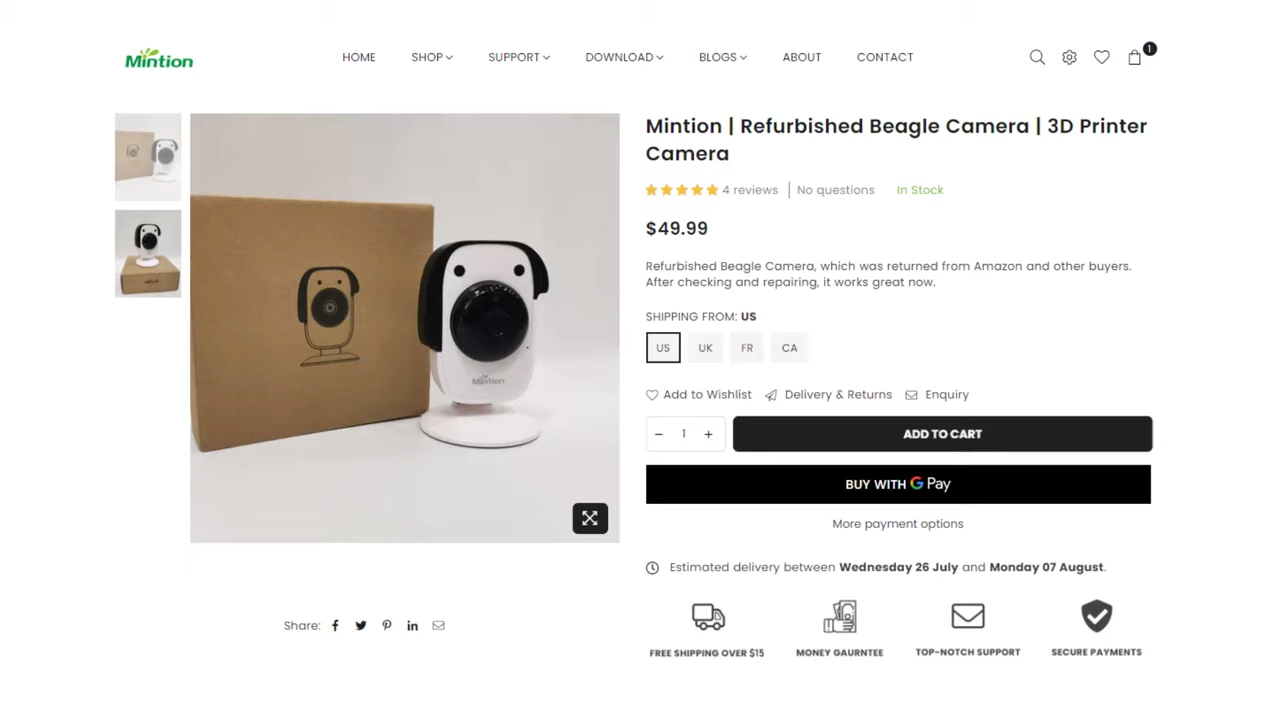 Mintion
HOME
SHOP
SUPPORT
DOWNLOAD
BLOGS
ABOUT
CONTACT
1
Mintion | Refurbished Beagle Camera | 3D Printer
Camera
4 reviews
No questions
In Stock
$49.99
Refurbished Beagle Camera, which was returned from Amazon and other buyers.
After checking and repairing, it works great now.
SHIPPING FROM: US
US
UK
FR
CA
Add to Wishlist
Delivery & Returns
Enquiry
− 1 +
ADD TO CART
BUY WITH G Pay
More payment options
Mintion
Estimated delivery between Wednesday 26 July and Monday 07 August.
Share:
FREE SHIPPING OVER $15
MONEY GAURNTEE
TOP-NOTCH SUPPORT
SECURE PAYMENTS